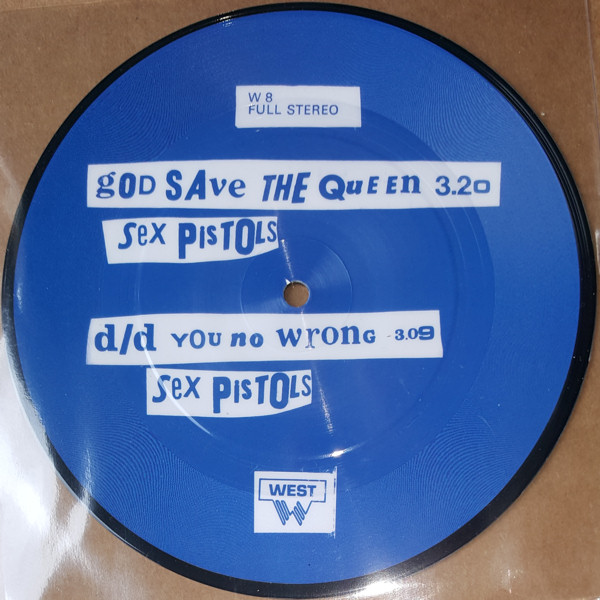 W 8
FULL STEREO
gOD SAve THE QuEEn 3.20
Sex PiSTOLS
d/d YOU no wronG 3.09
Sex PiSTOLS
WEST
W